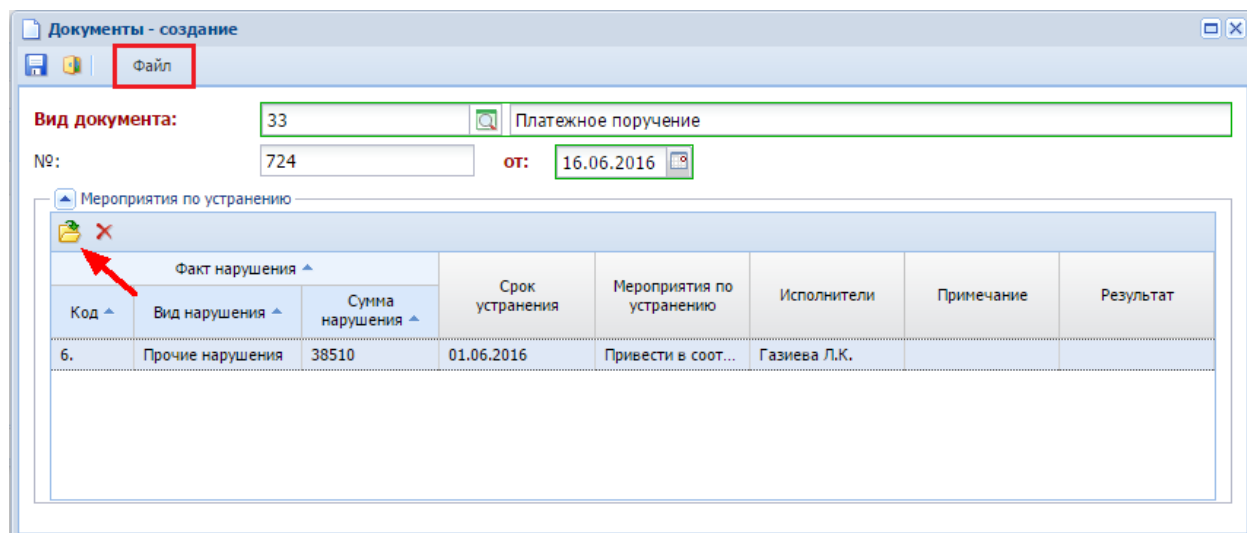 Документы - создание
Файл
Вид документа: 33 Платежное поручение
№: 724 от: 16.06.2016
Мероприятия по устранению
Факт нарушения
Срок устранения
Мероприятия по устранению
Исполнители
Примечание
Результат
Код
Вид нарушения
Сумма нарушения
6. Прочие нарушения 38510 01.06.2016 Привести в соот... Газиева Л.К.